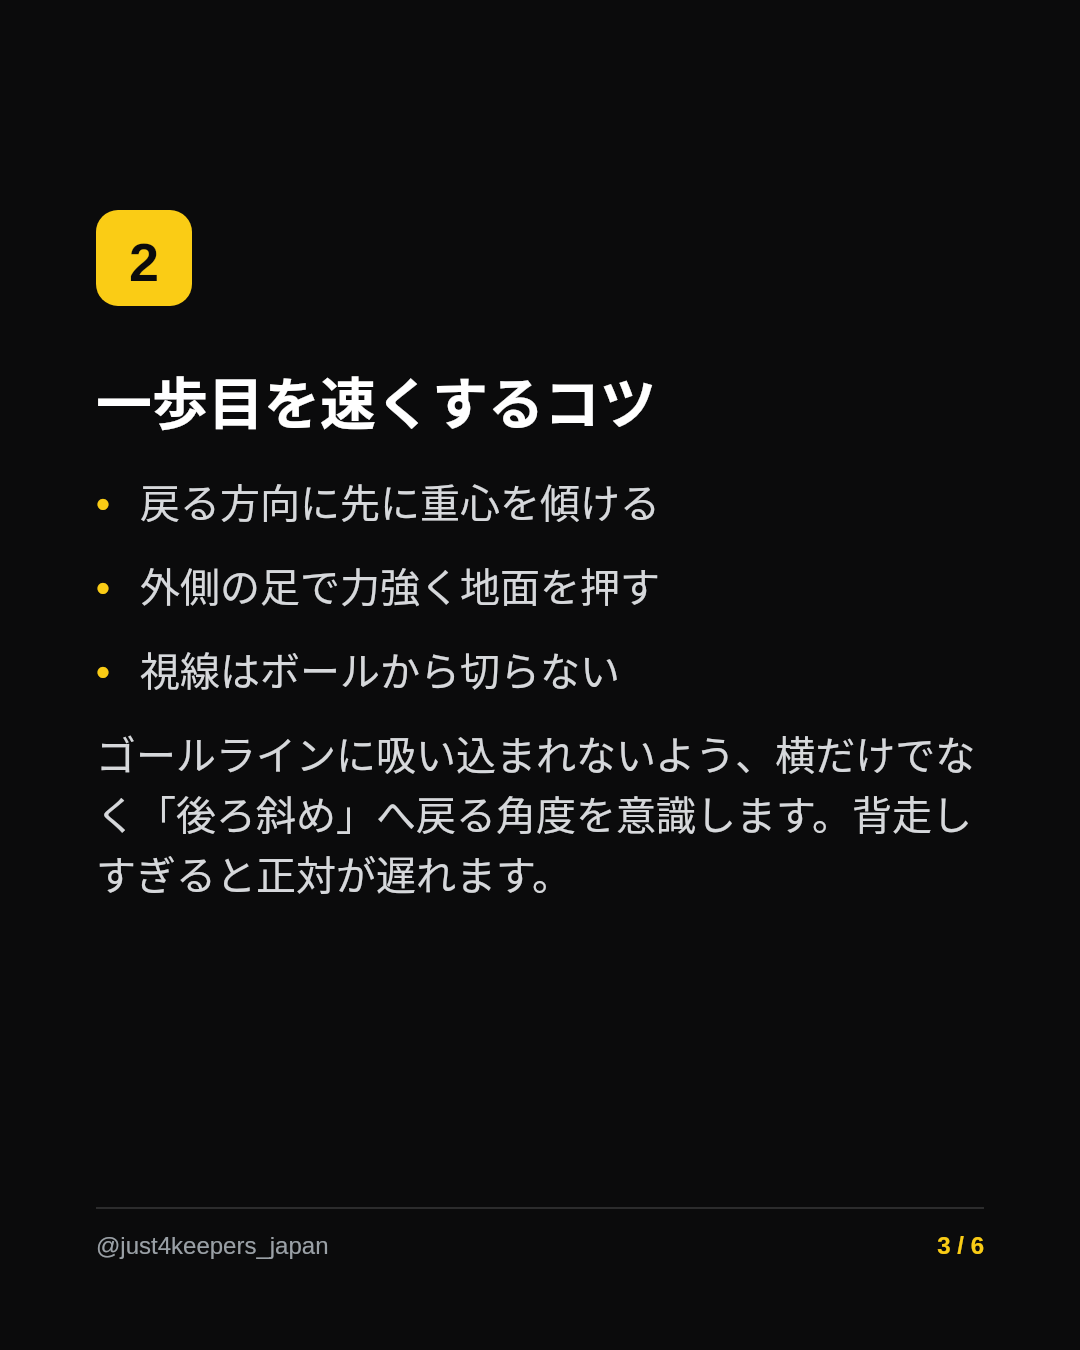 2
一歩目を速くするコツ
• 戻る方向に先に重心を傾ける
• 外側の足で力強く地面を押す
• 視線はボールから切らない
ゴールラインに吸い込まれないよう、横だけでな
く「後ろ斜め」へ戻る角度を意識します。背走し
すぎると正対が遅れます。
@just4keepers_japan
3 / 6